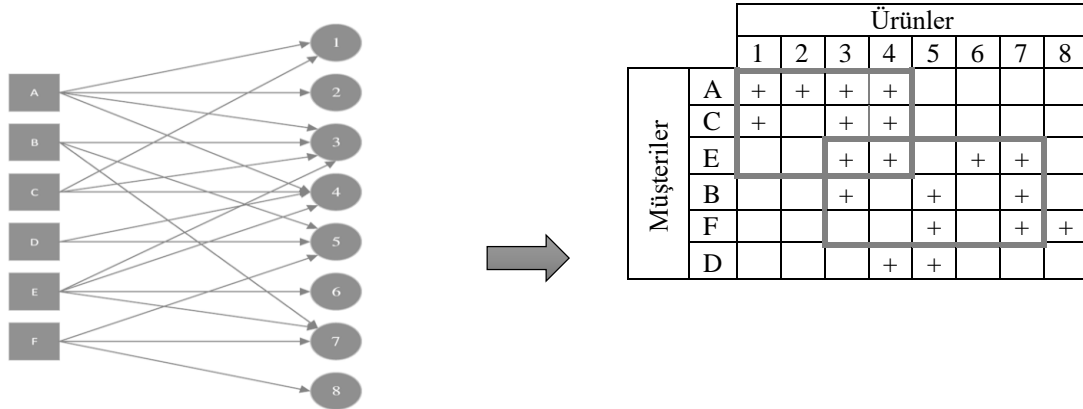 A
B
C
D
E
F
1
2
3
4
5
6
7
8
Ürünler
1 2 3 4 5 6 7 8
Müşteriler
A + + + +
C + + +
E + + + +
B + + +
F + + +
D + +